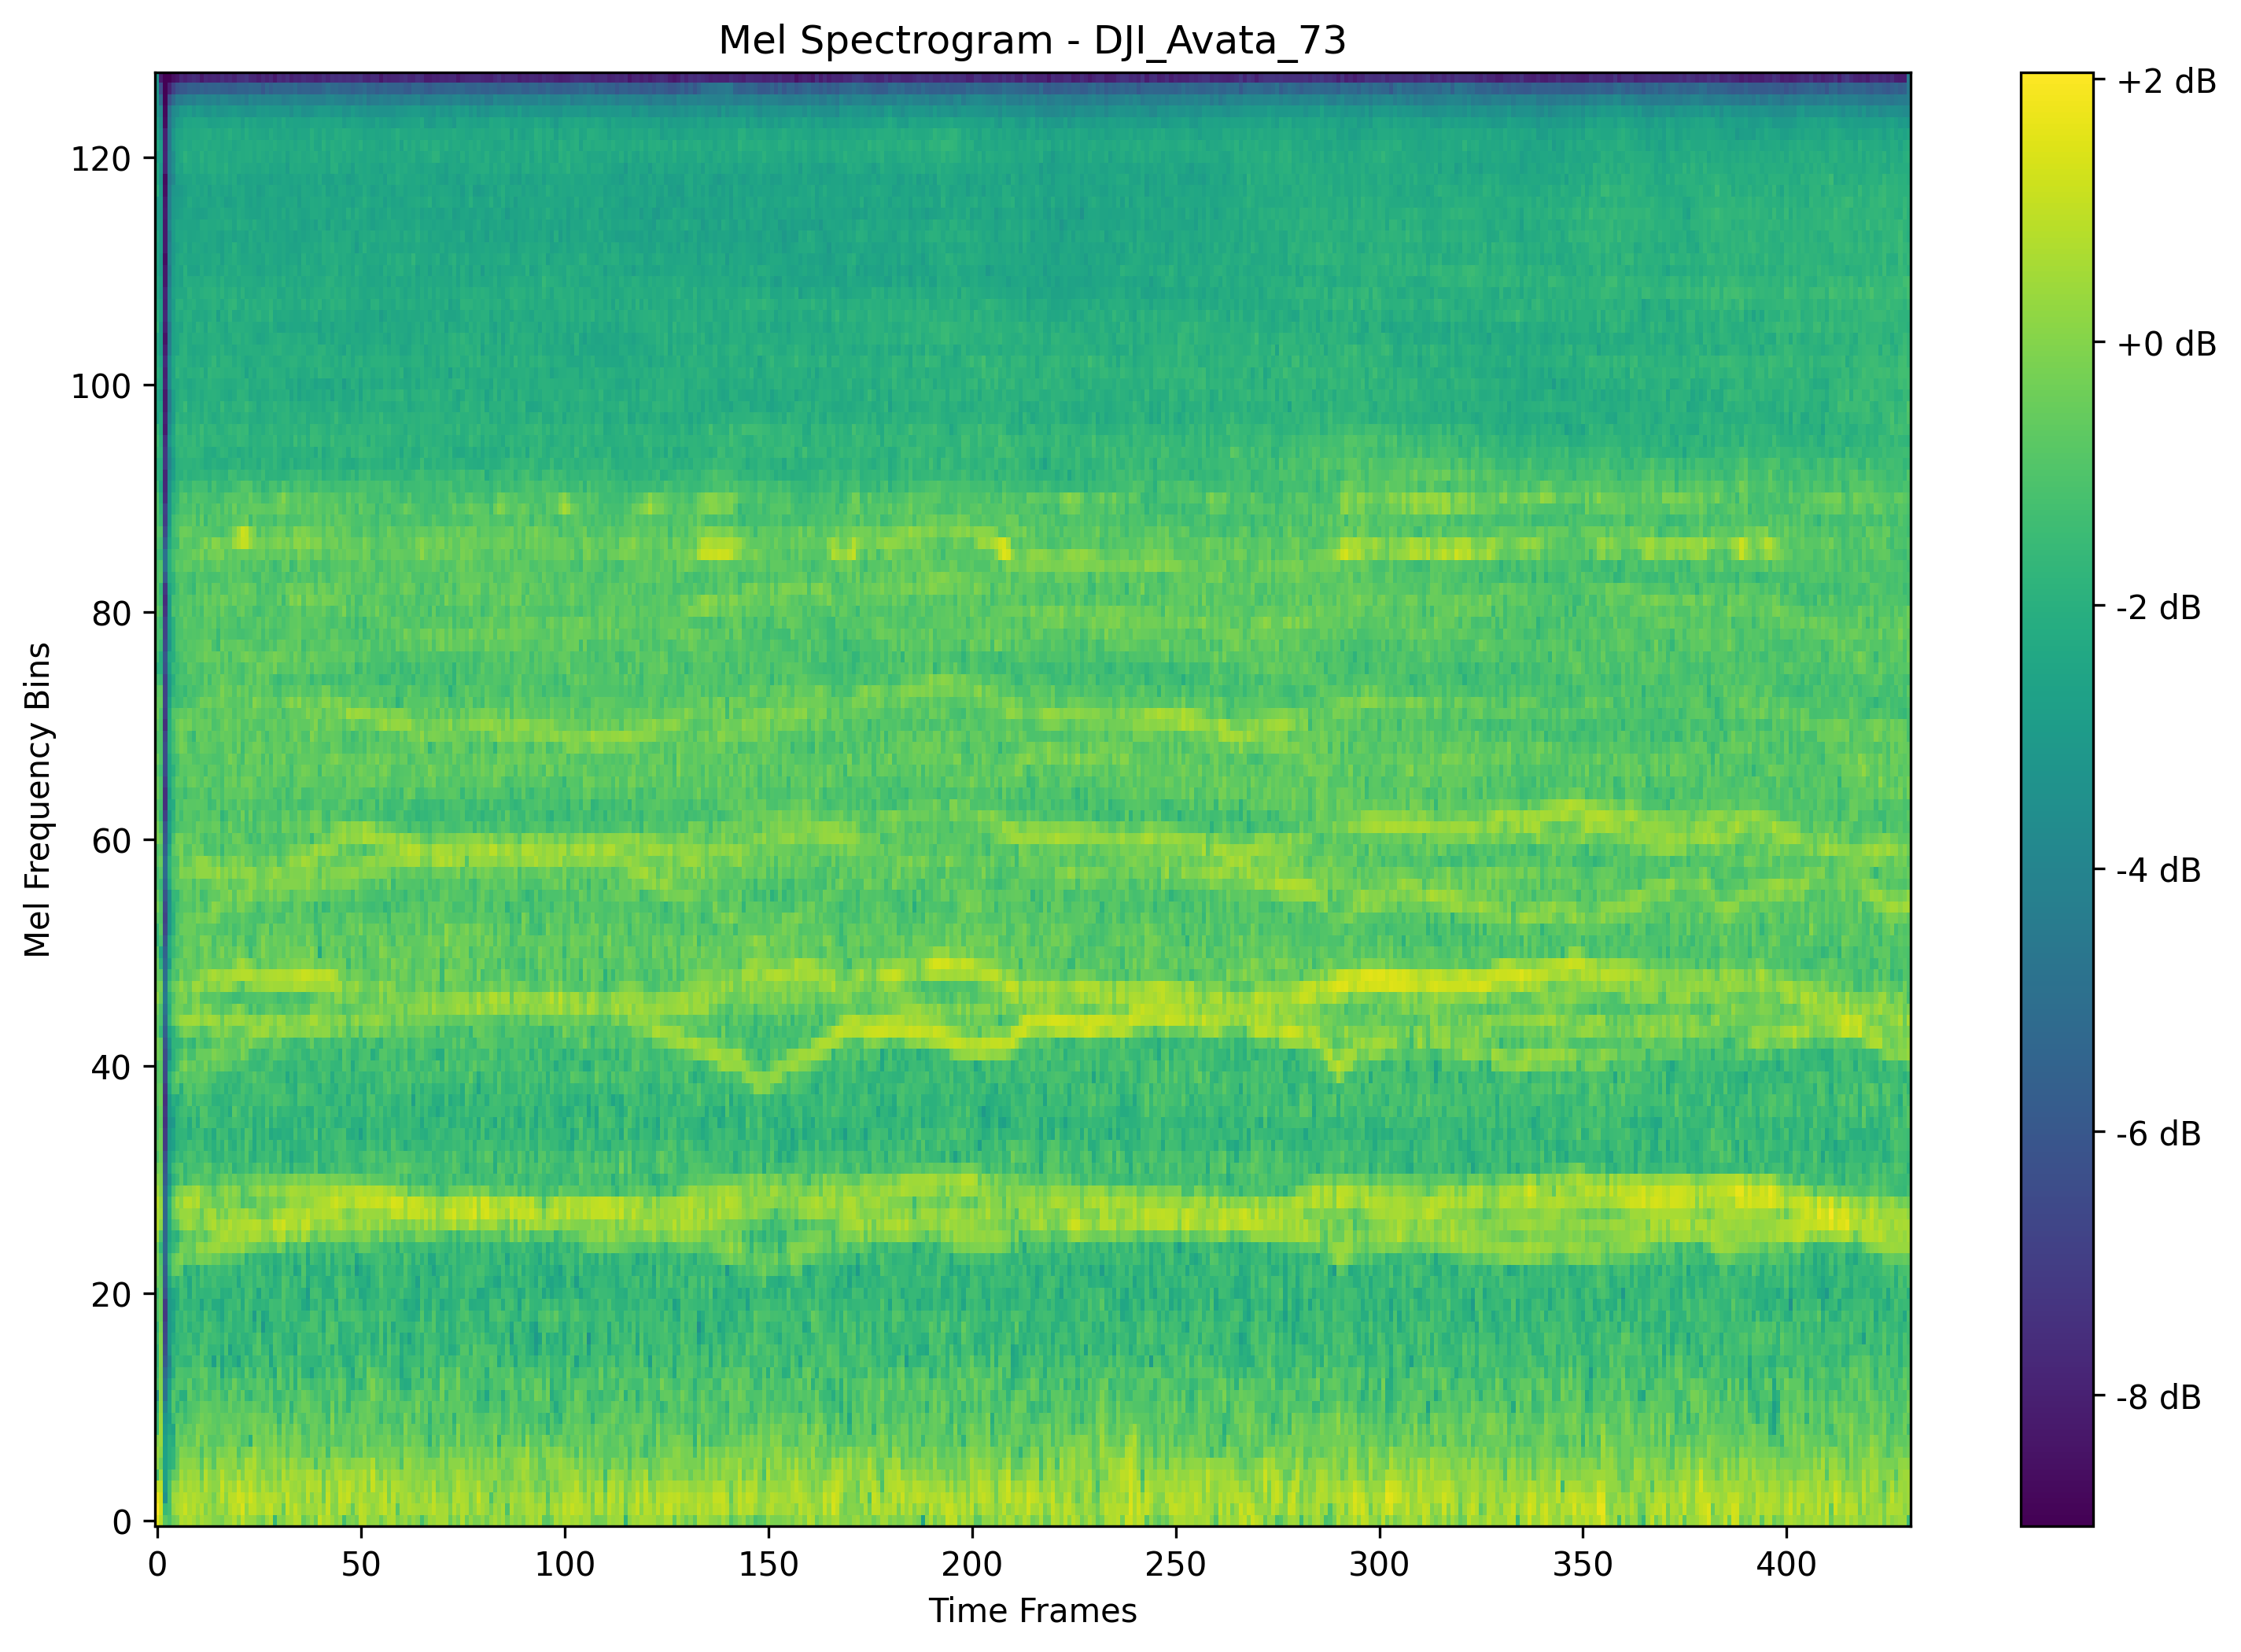 Mel Spectrogram - DJI_Avata_73
Mel Frequency Bins
120
100
80
60
40
20
0
0 50 100 150 200 250 300 350 400
Time Frames
+2 dB
+0 dB
-2 dB
-4 dB
-6 dB
-8 dB